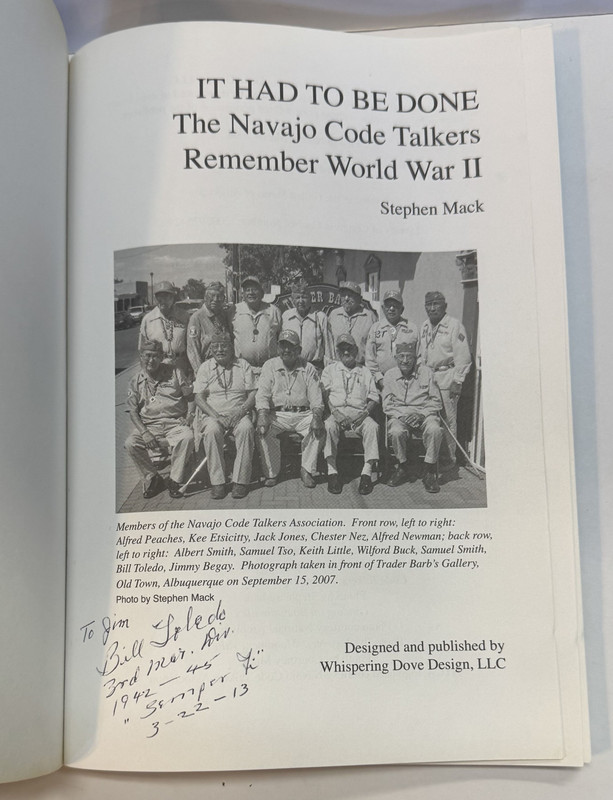 IT HAD TO BE DONE
The Navajo Code Talkers
Remember World War II
Stephen Mack
ER BA
Members of the Navajo Code Talkers Association. Front row, left to right:
Alfred Peaches, Kee Etsicitty, Jack Jones, Chester Nez, Alfred Newman; back row,
left to right: Albert Smith, Samuel Tso, Keith Little, Wilford Buck, Samuel Smith,
Bill Toledo, Jimmy Begay. Photograph taken in front of Trader Barb's Gallery,
Old Town, Albuquerque on September 15, 2007.
Photo by Stephen Mack
To Jim
Bill Toledo
3rd Mar. Div.
1942 - 45
"Semper Fi"
3-22-13
Designed and published by
Whispering Dove Design, LLC